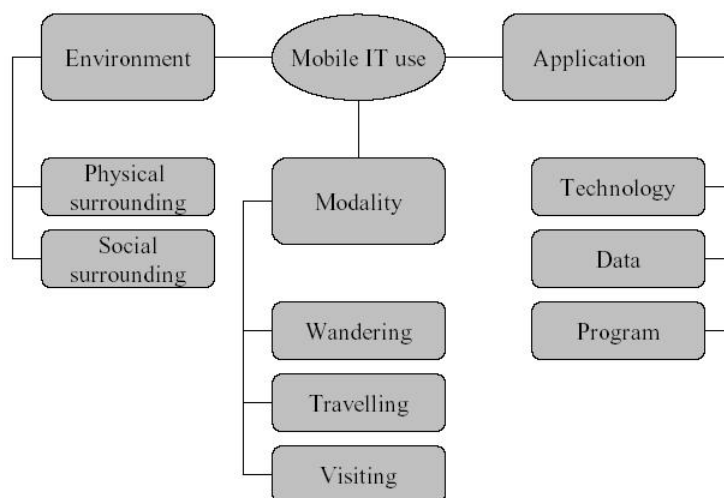 Environment
Mobile IT use
Application
Physical
surrounding
Social
surrounding
Modality
Wandering
Travelling
Visiting
Technology
Data
Program